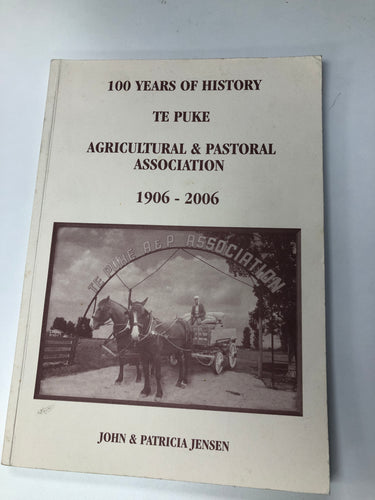 100 YEARS OF HISTORY
TE PUKE
AGRICULTURAL & PASTORAL
ASSOCIATION
1906 - 2006
TE PUKE A & P ASSOCIATION
JOHN & PATRICIA JENSEN